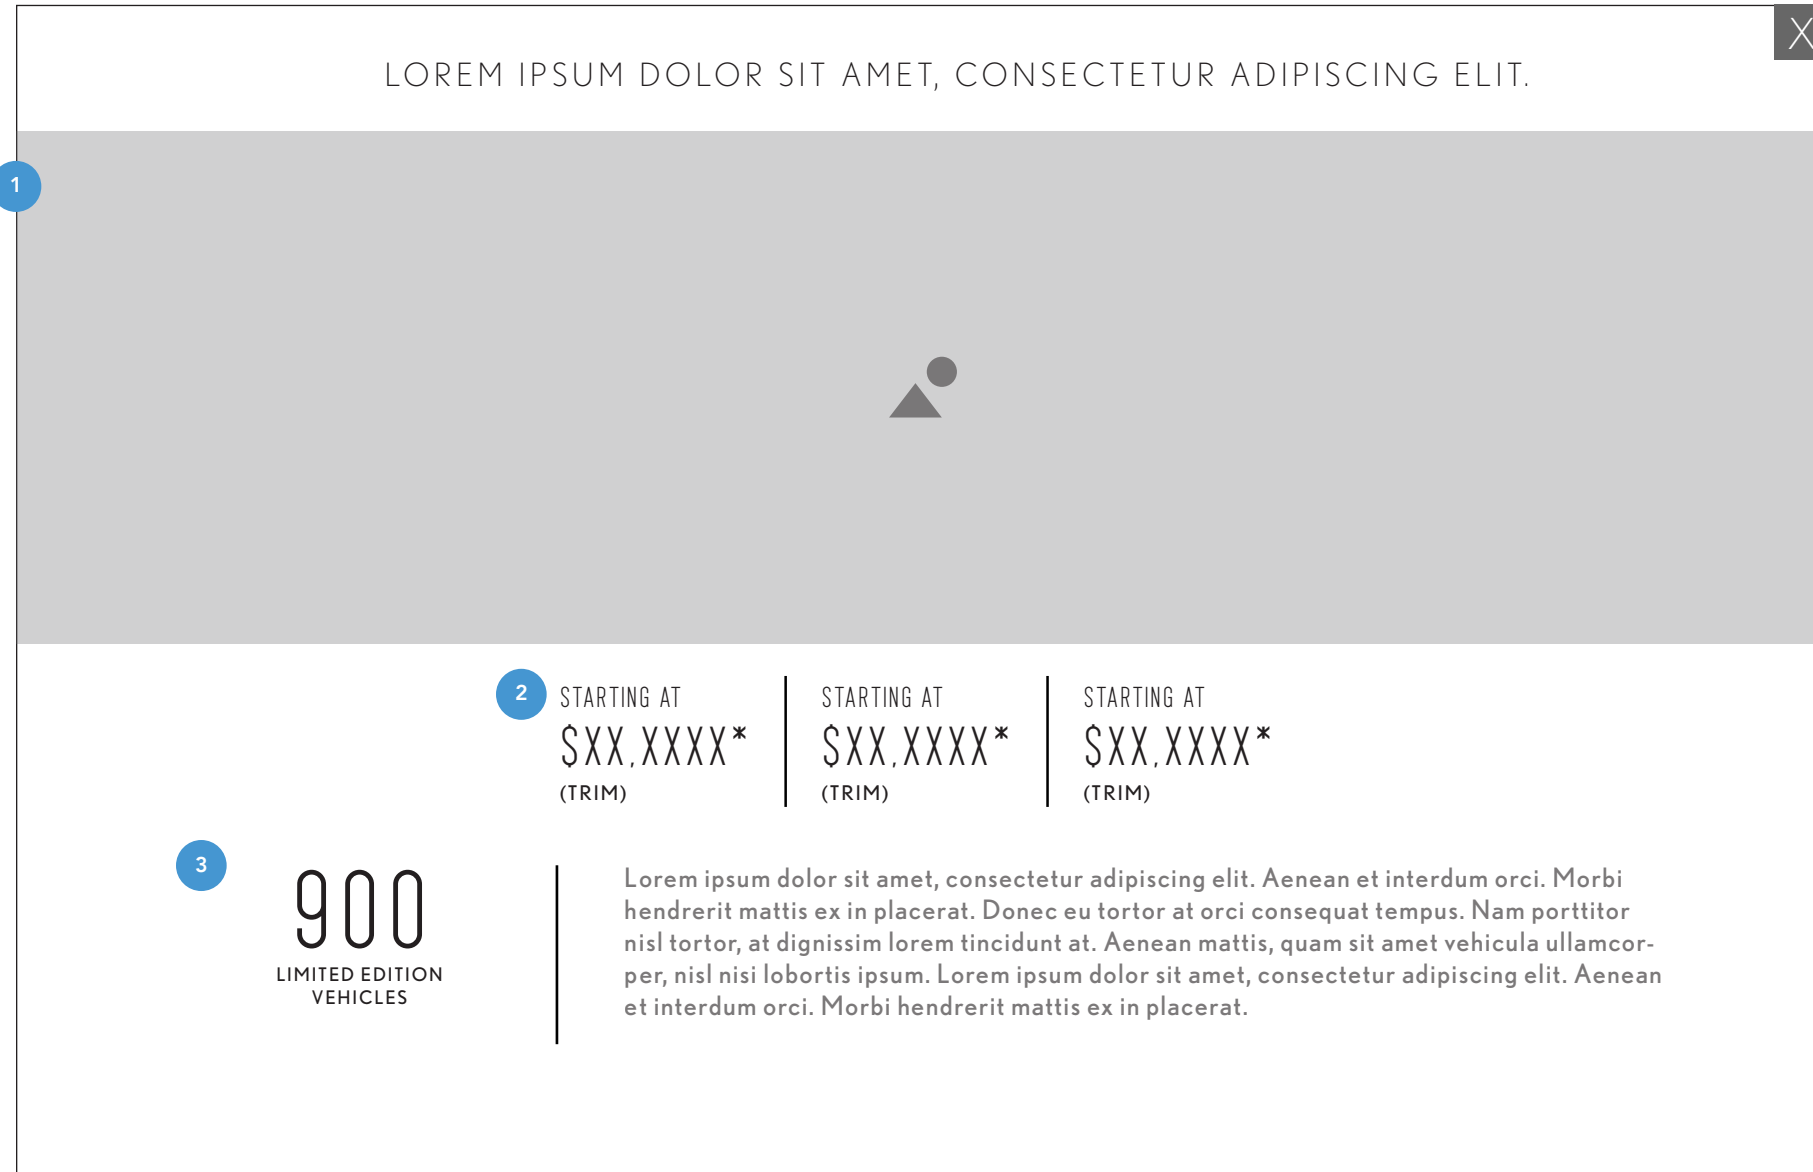 X
LOREM IPSUM DOLOR SIT AMET, CONSECTETUR ADIPISCING ELIT.
1
2
STARTING AT
$XX,XXXX*
(TRIM)
STARTING AT
$XX,XXXX*
(TRIM)
STARTING AT
$XX,XXXX*
(TRIM)
3
900
LIMITED EDITION
VEHICLES
Lorem ipsum dolor sit amet, consectetur adipiscing elit. Aenean et interdum orci. Morbi
hendrerit mattis ex in placerat. Donec eu tortor at orci consequat tempus. Nam porttitor
nisl tortor, at dignissim lorem tincidunt at. Aenean mattis, quam sit amet vehicula ullamcor-
per, nisl nisi lobortis ipsum. Lorem ipsum dolor sit amet, consectetur adipiscing elit. Aenean
et interdum orci. Morbi hendrerit mattis ex in placerat.